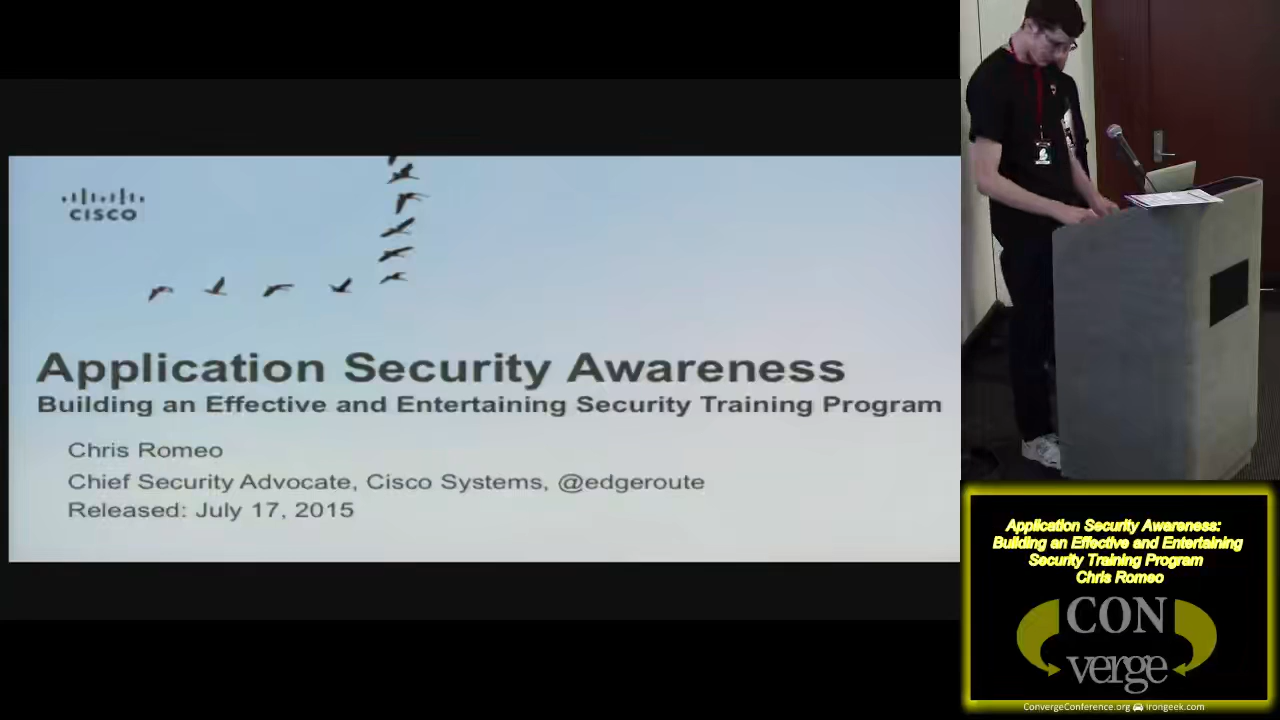 CISCO
Application Security Awareness
Building an Effective and Entertaining Security Training Program
Chris Romeo
Chief Security Advocate, Cisco Systems, @edgeroute
Released: July 17, 2015
Application Security Awareness:
Building an Effective and Entertaining
Security Training Program
Chris Romeo
CON
verge
ConvergeConference.org Irongeek.com